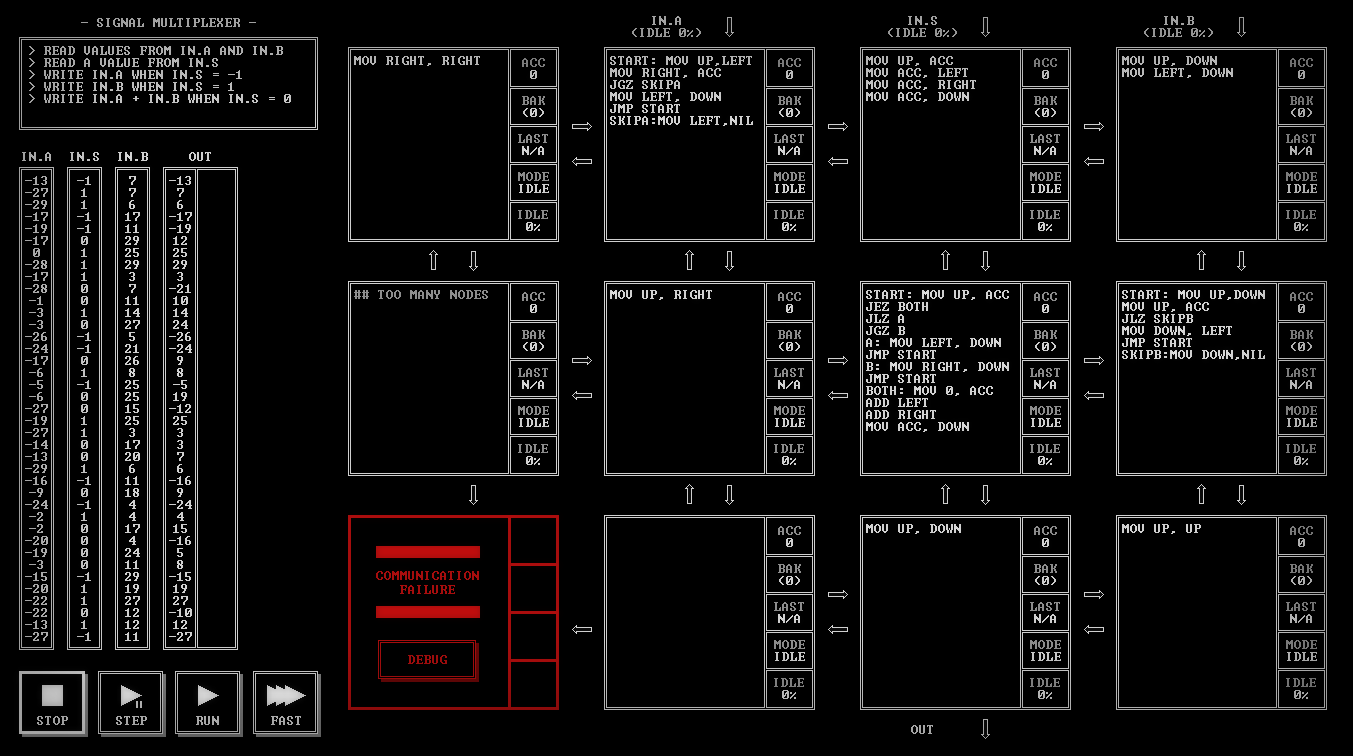 - SIGNAL MULTIPLEXER -
> READ VALUES FROM IN.A AND IN.B
> READ A VALUE FROM IN.S
> WRITE IN.A WHEN IN.S = -1
> WRITE IN.B WHEN IN.S = 1
> WRITE IN.A + IN.B WHEN IN.S = 0
IN.A IN.S IN.B OUT
-13 -1 7 -13
-27 1 7 7
-29 1 6 6
-17 -1 17 -17
-19 -1 11 -19
-17 0 29 12
0 1 25 25
-28 1 29 29
-17 1 3 3
-28 0 7 -21
-1 0 11 10
-3 1 14 14
-3 0 27 24
-26 -1 5 -26
-24 -1 21 -24
-17 0 26 9
-6 1 8 8
-5 -1 25 -5
-6 0 25 19
-27 0 15 -12
-19 1 25 25
-27 1 3 3
-14 0 17 3
-13 0 20 7
-29 1 6 6
-16 -1 11 -16
-9 0 18 9
-24 -1 4 -24
-2 1 4 4
-2 0 17 15
-20 0 4 -16
-19 0 24 5
-3 0 11 8
-15 -1 29 -15
-20 1 19 19
-22 1 27 27
-22 0 12 -10
-13 1 12 12
-27 -1 11 -27
STOP
STEP
RUN
FAST
IN.A
(IDLE 0%)
IN.S
(IDLE 0%)
IN.B
(IDLE 0%)
MOV RIGHT, RIGHT
ACC
0
BAK
(0)
LAST
N/A
MODE
IDLE
IDLE
0%
START: MOV UP,LEFT
MOV RIGHT, ACC
JGZ SKIPA
MOV LEFT, DOWN
JMP START
SKIPA:MOV LEFT,NIL
ACC
0
BAK
(0)
LAST
N/A
MODE
IDLE
IDLE
0%
MOV UP, ACC
MOV ACC, LEFT
MOV ACC, RIGHT
MOV ACC, DOWN
ACC
0
BAK
(0)
LAST
N/A
MODE
IDLE
IDLE
0%
MOV UP, DOWN
MOV LEFT, DOWN
ACC
0
BAK
(0)
LAST
N/A
MODE
IDLE
IDLE
0%
## TOO MANY NODES
ACC
0
BAK
(0)
LAST
N/A
MODE
IDLE
IDLE
0%
MOV UP, RIGHT
ACC
0
BAK
(0)
LAST
N/A
MODE
IDLE
IDLE
0%
START: MOV UP, ACC
JEZ BOTH
JLZ A
JGZ B
A: MOV LEFT, DOWN
JMP START
B: MOV RIGHT, DOWN
JMP START
BOTH: MOV 0, ACC
ADD LEFT
ADD RIGHT
MOV ACC, DOWN
ACC
0
BAK
(0)
LAST
N/A
MODE
IDLE
IDLE
0%
START: MOV UP,DOWN
MOV UP, ACC
JLZ SKIPB
MOV DOWN, LEFT
JMP START
SKIPB:MOV DOWN,NIL
ACC
0
BAK
(0)
LAST
N/A
MODE
IDLE
IDLE
0%
COMMUNICATION
FAILURE
DEBUG
ACC
0
BAK
(0)
LAST
N/A
MODE
IDLE
IDLE
0%
MOV UP, DOWN
ACC
0
BAK
(0)
LAST
N/A
MODE
IDLE
IDLE
0%
MOV UP, UP
ACC
0
BAK
(0)
LAST
N/A
MODE
IDLE
IDLE
0%
OUT